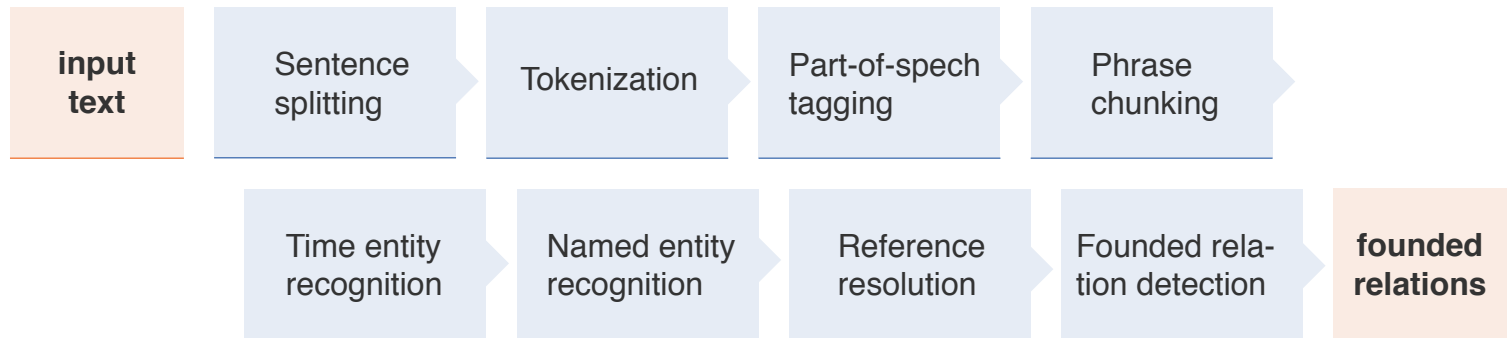 input
text
Sentence
splitting
Tokenization
Part-of-spech
tagging
Phrase
chunking
Time entity
recognition
Named entity
recognition
Reference
resolution
Founded rela-
tion detection
founded
relations